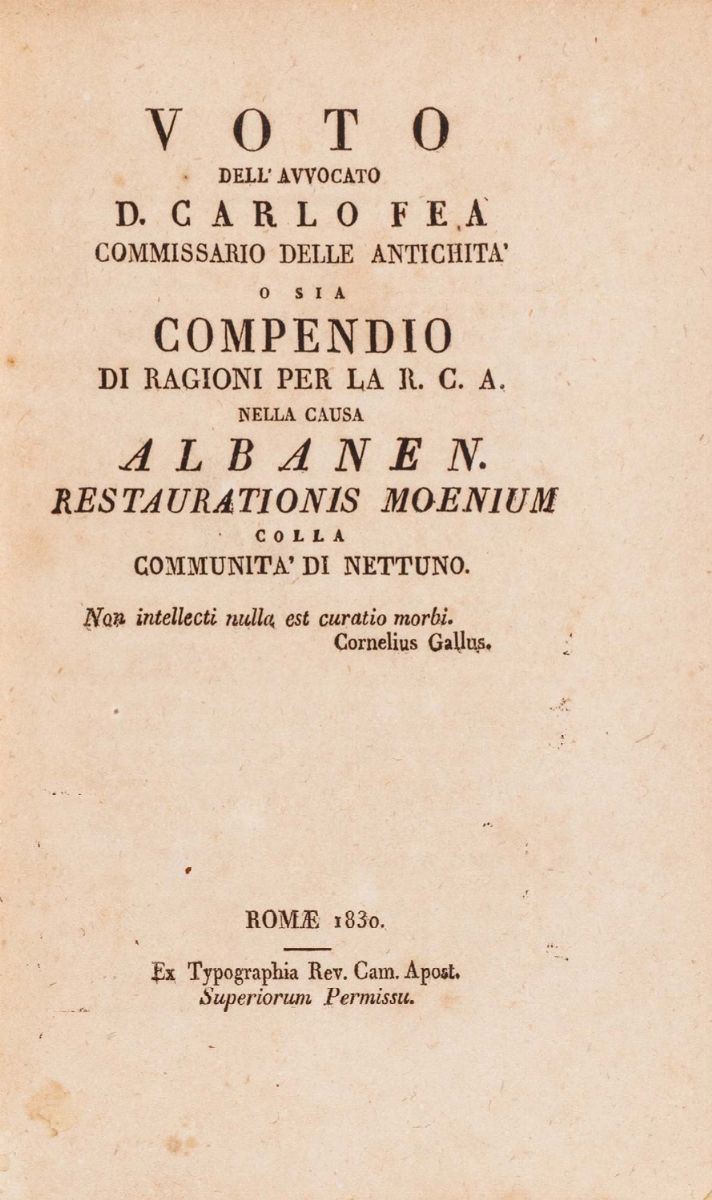 VOTO
DELL' AVVOCATO
D. CARLO FEA
COMMISSARIO DELLE ANTICHITA'
O SIA
COMPENDIO
DI RAGIONI PER LA R. C. A.
NELLA CAUSA
ALBANEN.
RESTAURATIONIS MOENIUM
COLLA
COMMUNITA' DI NETTUNO.
Non intellecti nulla est curatio morbi.
Cornelius Gallus.
ROMÆ 1830.
Ex Typographia Rev. Cam. Apost.
Superiorum Permissu.